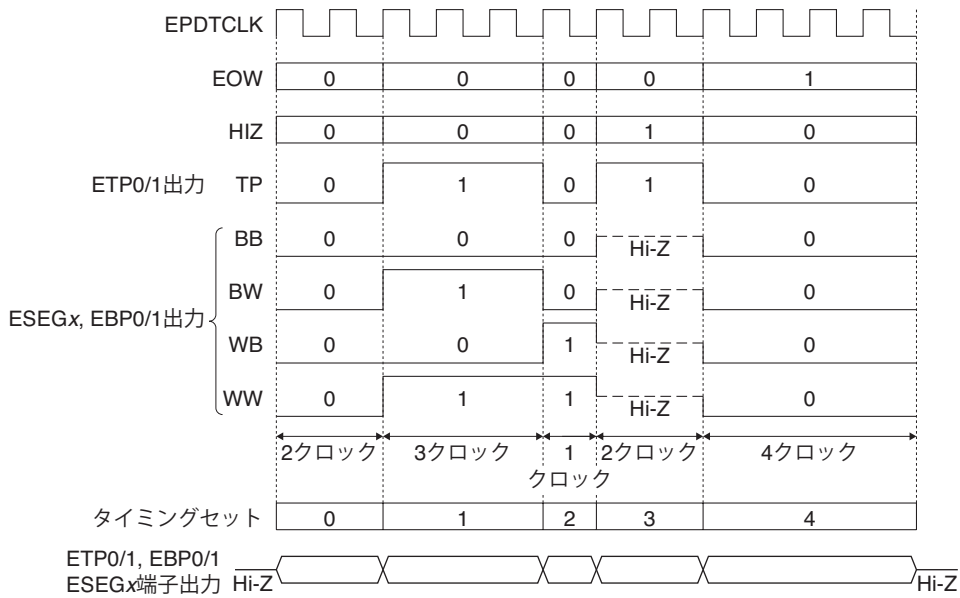 EPDTCLK
EOW 0 0 0 0 1
HIZ 0 0 0 1 0
ETP0/1出力 TP 0 1 0 1 0
BB 0 0 0 Hi-Z 0
BW 0 1 0 Hi-Z 0
ESEGx, EBP0/1出力
WB 0 0 1 Hi-Z 0
WW 0 1 1 Hi-Z 0
2クロック 3クロック 1 2クロック 4クロック
クロック
タイミングセット 0 1 2 3 4
ETP0/1, EBP0/1
ESEGx端子出力 Hi-Z Hi-Z